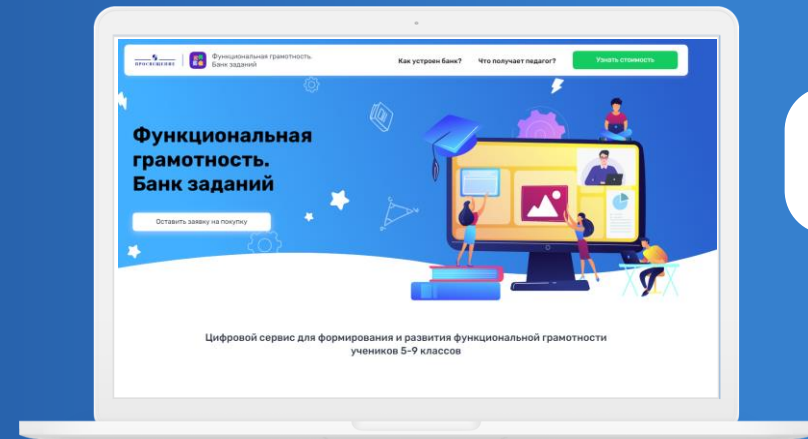 ПРОСВЕЩЕНИЕ
Функциональная грамотность.
Банк заданий
Как устроен банк?
Что получает педагог?
Узнать стоимость
Функциональная
грамотность.
Банк заданий
Оставить заявку на покупку
Цифровой сервис для формирования и развития функциональной грамотности
учеников 5-9 классов